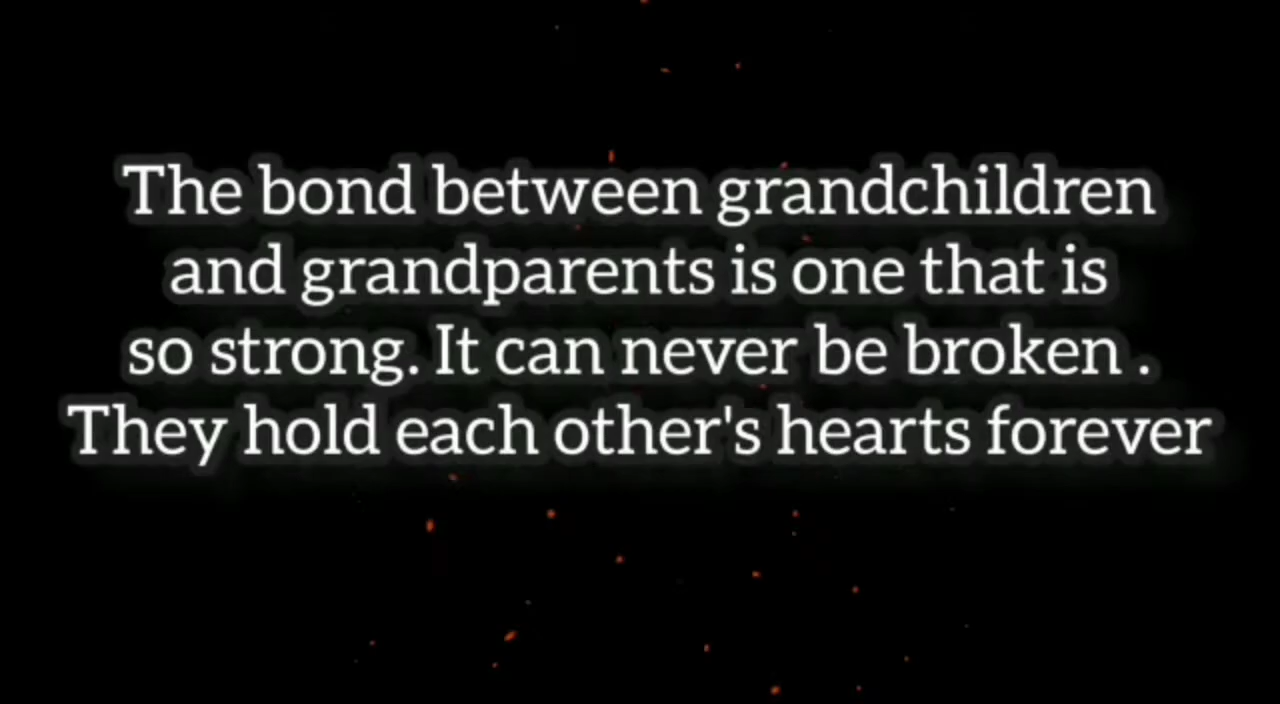 The bond between grandchildren
and grandparents is one that is
so strong. It can never be broken .
They hold each other's hearts forever